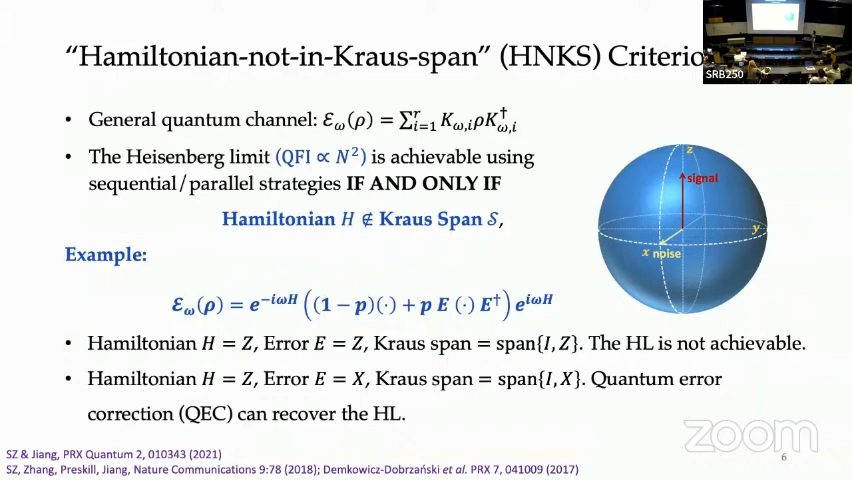 "Hamiltonian-not-in-Kraus-span" (HNKS) Criterio
SRB250
• General quantum channel: ℰ_ω(ρ) = ∑_{i=1}^{r} K_{ω,i}ρK_{ω,i}^†
• The Heisenberg limit (QFI ∝ N²) is achievable using
sequential/parallel strategies IF AND ONLY IF
Hamiltonian H ∉ Kraus Span 𝒮,
Example:
ℰ_ω(ρ) = e^{-iωH} ((1 − p)(·) + p E (·) E^†) e^{iωH}
z
signal
y
x noise
• Hamiltonian H = Z, Error E = Z, Kraus span = span{I, Z}. The HL is not achievable.
• Hamiltonian H = Z, Error E = X, Kraus span = span{I, X}. Quantum error
correction (QEC) can recover the HL.
zoom
6
SZ & Jiang, PRX Quantum 2, 010343 (2021)
SZ, Zhang, Preskill, Jiang, Nature Communications 9:78 (2018); Demkowicz-Dobrzański et al. PRX 7, 041009 (2017)